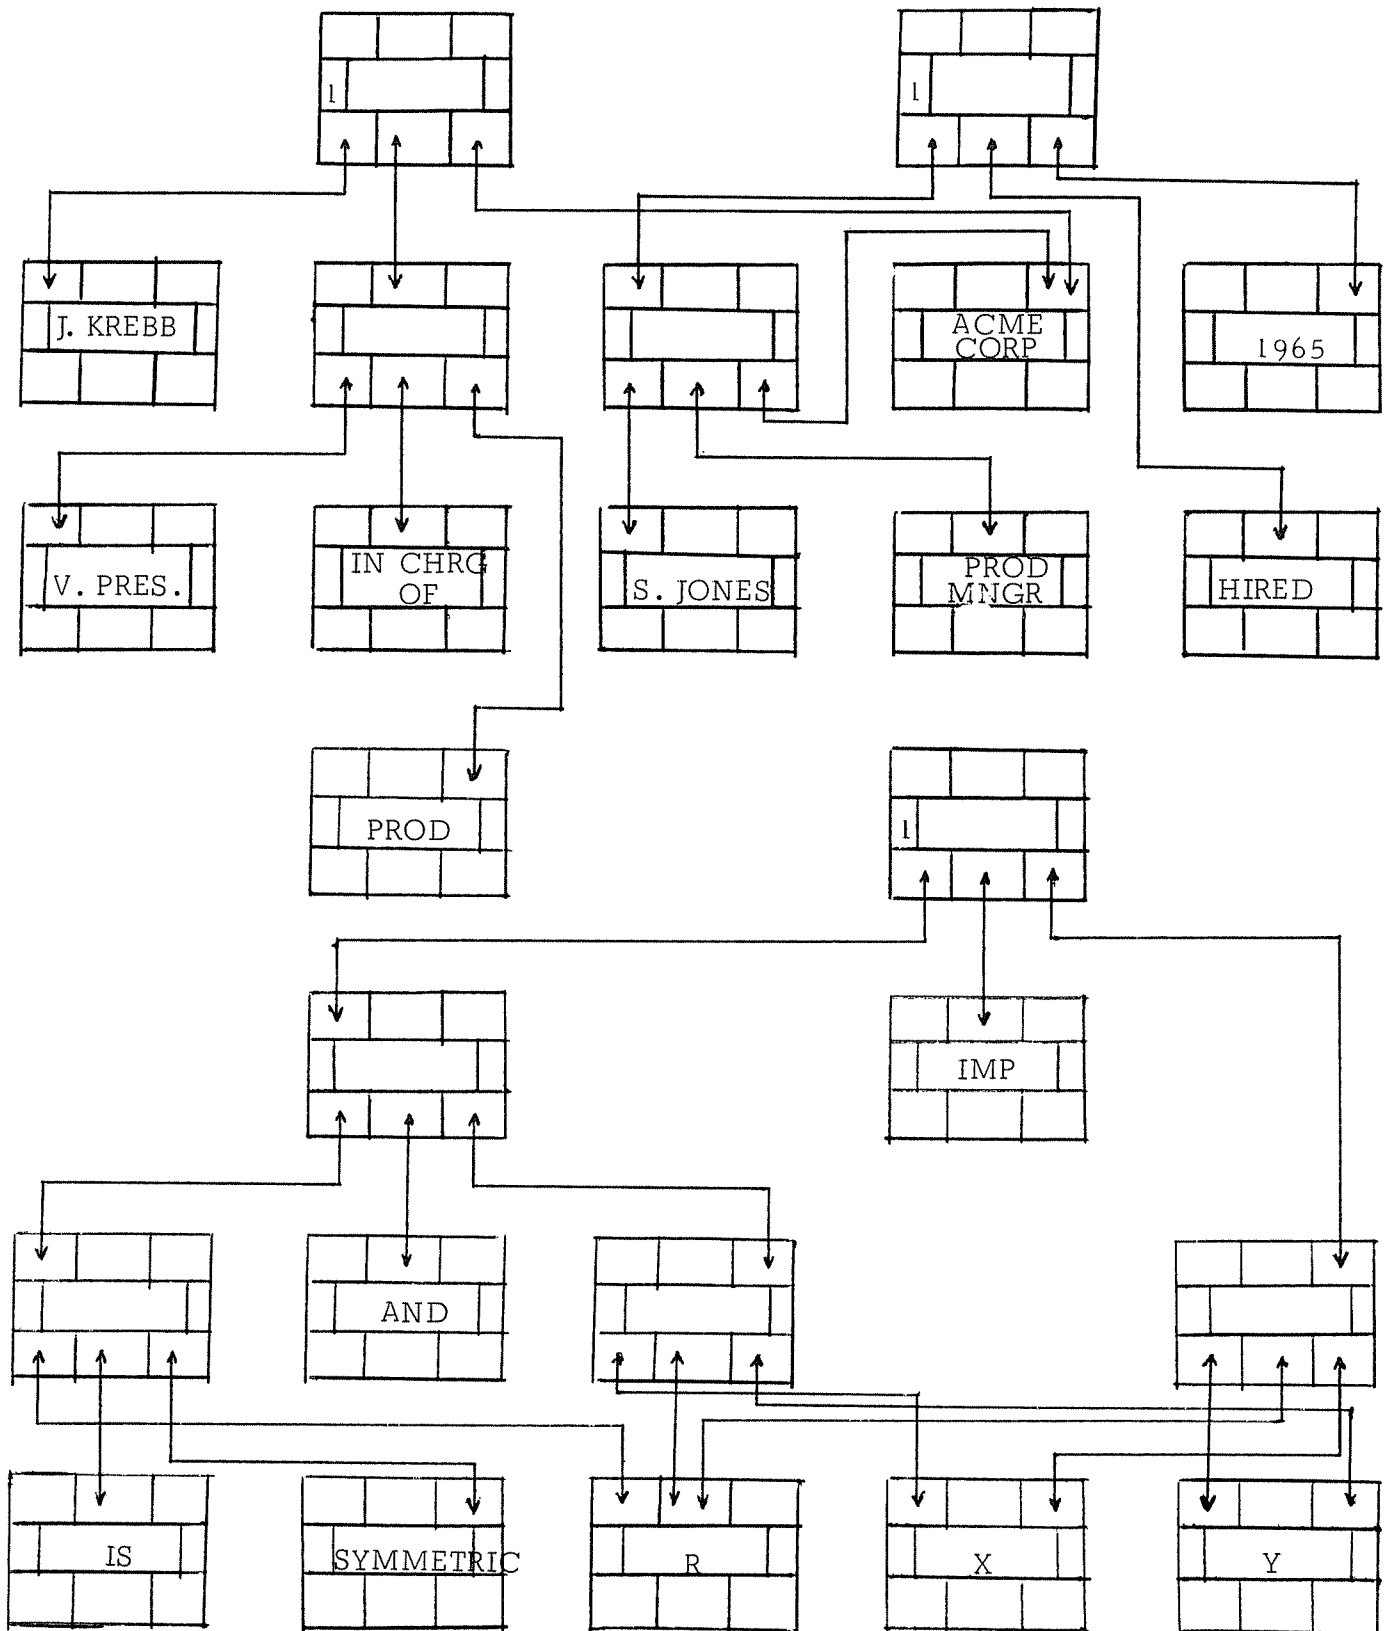 1
1
J. KREBB
ACME
CORP
1965
V. PRES.
IN CHRG
OF
S. JONES
PROD
MNGR
HIRED
PROD
1
IMP
AND
IS
SYMMETRIC
R
X
Y